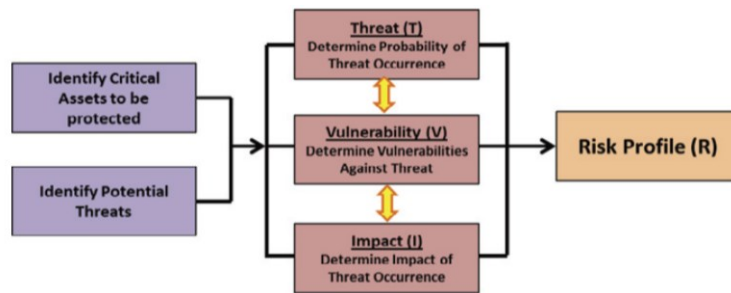 Identify Critical
Assets to be
protected
Identify Potential
Threats
Threat (T)
Determine Probability of
Threat Occurrence
Vulnerability (V)
Determine Vulnerabilities
Against Threat
Impact (I)
Determine Impact of
Threat Occurrence
Risk Profile (R)